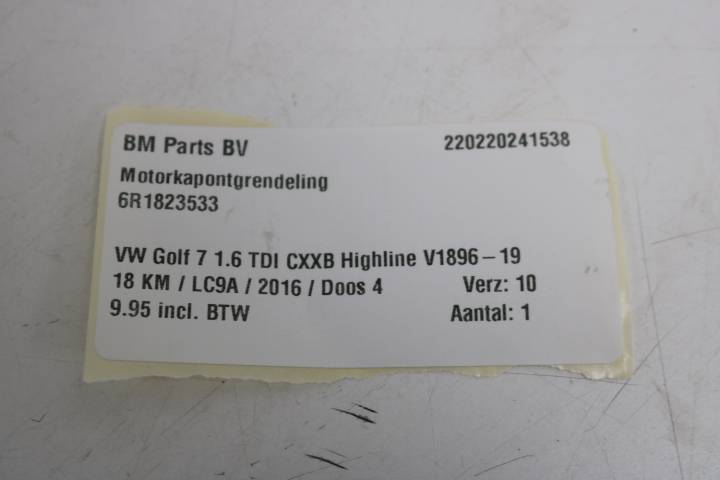 BM Parts BV 220220241538
Motorkapontgrendeling
6R1823533
VW Golf 7 1.6 TDI CXXB Highline V1896-19
18 KM / LC9A / 2016 / Doos 4 Verz: 10
9.95 incl. BTW Aantal: 1